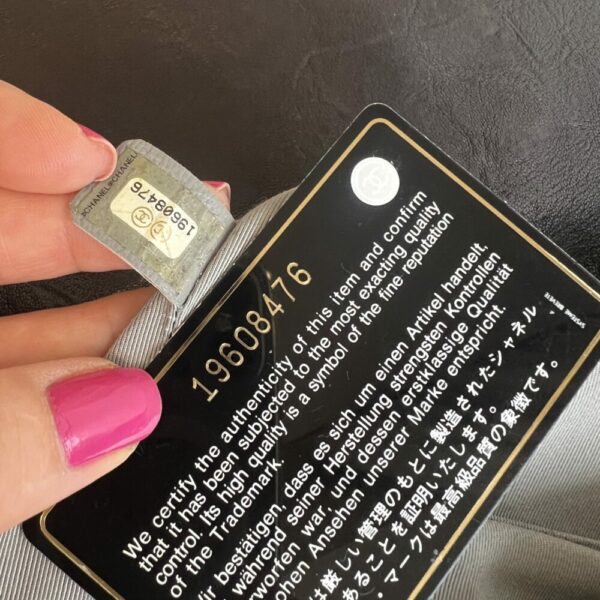 #CHANEL#CHANEL
19608476
19608476
We certify the authenticity of this item and confirm
that it has been subjected to the most exacting quality
control. Its high quality is a symbol of the fine reputation
of the Trademark.
bestätigen, dass es sich um einen Artikel handelt,
während seiner Herstellung strengsten Kontrollen
war, und dessen erstklassige Qualität
Ansehen unserer Marke entspricht.
厳しい管理のもとに製造されたシャネル
あることを証明いたします。
・マークは最高級品質の象徴です。